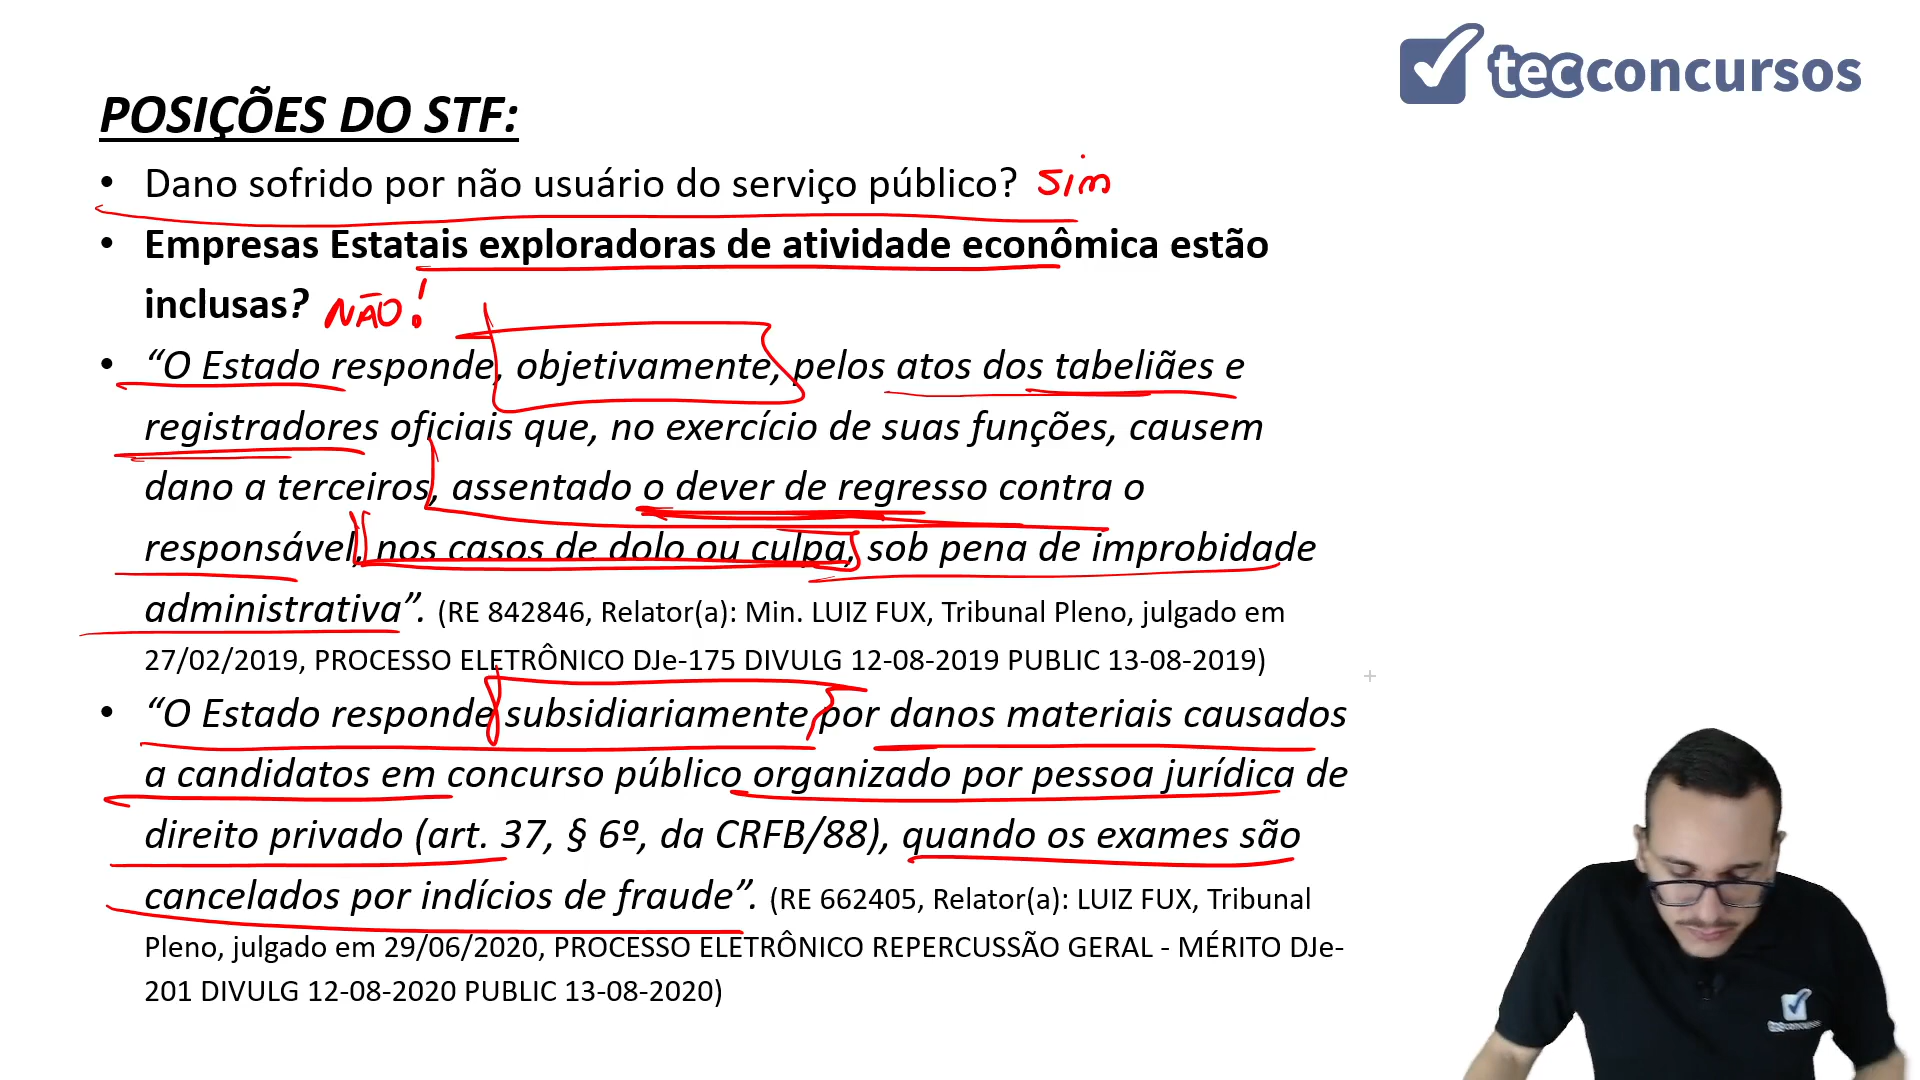 tecconcursos
POSIÇÕES DO STF:
• Dano sofrido por não usuário do serviço público? SIM
• Empresas Estatais exploradoras de atividade econômica estão
inclusas? NÃO!
• “O Estado responde, objetivamente, pelos atos dos tabeliães e
registradores oficiais que, no exercício de suas funções, causem
dano a terceiros, assentado o dever de regresso contra o
responsável, nos casos de dolo ou culpa, sob pena de improbidade
administrativa”. (RE 842846, Relator(a): Min. LUIZ FUX, Tribunal Pleno, julgado em
27/02/2019, PROCESSO ELETRÔNICO DJe-175 DIVULG 12-08-2019 PUBLIC 13-08-2019)
• “O Estado responde subsidiariamente por danos materiais causados
a candidatos em concurso público organizado por pessoa jurídica de
direito privado (art. 37, § 6º, da CRFB/88), quando os exames são
cancelados por indícios de fraude”. (RE 662405, Relator(a): LUIZ FUX, Tribunal
Pleno, julgado em 29/06/2020, PROCESSO ELETRÔNICO REPERCUSSÃO GERAL - MÉRITO DJe-
201 DIVULG 12-08-2020 PUBLIC 13-08-2020)
tecconcursos